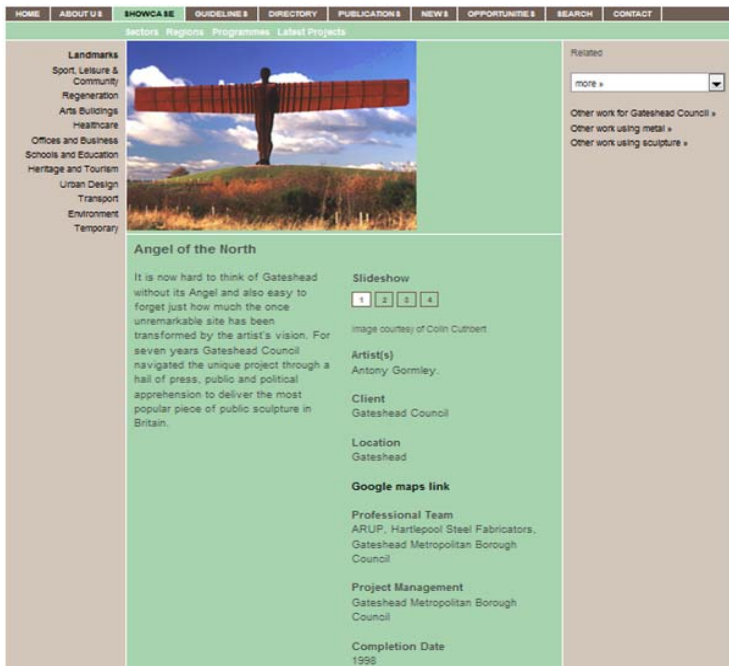 HOME ABOUT US SHOWCASE GUIDELINES DIRECTORY PUBLICATIONS NEWS OPPORTUNITIES SEARCH CONTACT
Sectors Regions Programmes Latest Projects
Landmarks
Sport, Leisure &
Community
Regeneration
Arts Buildings
Healthcare
Offices and Business
Schools and Education
Heritage and Tourism
Urban Design
Transport
Environment
Temporary
Angel of the North
It is now hard to think of Gateshead
without its Angel and also easy to
forget just how much the once
unremarkable site has been
transformed by the artist's vision. For
seven years Gateshead Council
navigated the unique project through a
hail of press, public and political
apprehension to deliver the most
popular piece of public sculpture in
Britain.
Slideshow
1 2 3 4
Image courtesy of Colin Cuthbert
Artist(s)
Antony Gormley.
Client
Gateshead Council
Location
Gateshead
Google maps link
Professional Team
ARUP, Hartlepool Steel Fabricators,
Gateshead Metropolitan Borough
Council
Project Management
Gateshead Metropolitan Borough
Council
Completion Date
1998
Related
more »
Other work for Gateshead Council »
Other work using metal »
Other work using sculpture »